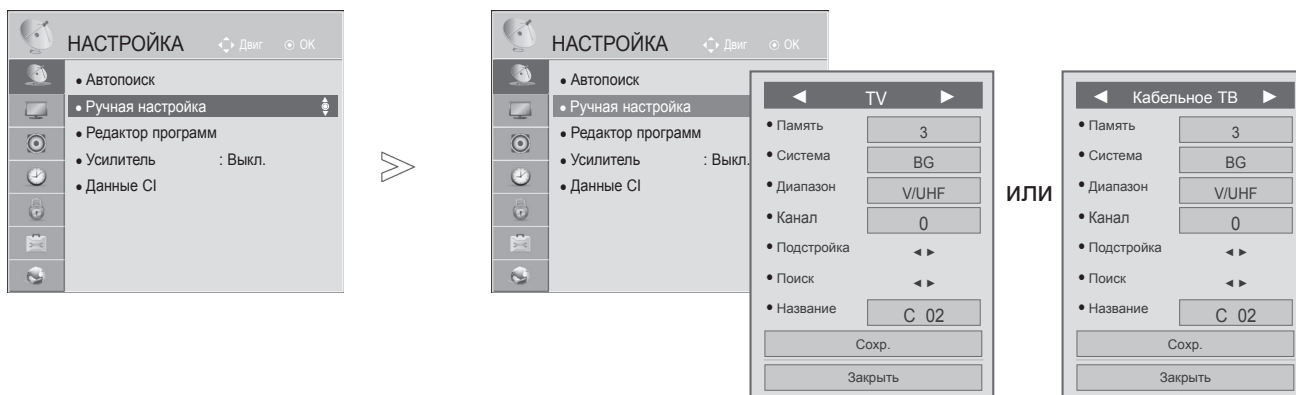 НАСТРОЙКА Двиг ОК
• Автопоиск
• Ручная настройка
• Редактор программ
• Усилитель : Выкл.
• Данные CI
НАСТРОЙКА Двиг ОК
• Автопоиск
• Ручная настройка
• Редактор программ
• Усилитель : Выкл.
• Данные CI
◄ TV ►
• Память 3
• Система BG
• Диапазон V/UHF
• Канал 0
• Подстройка ◄ ►
• Поиск ◄ ►
• Название C 02
Сохр.
Закрыть
или
◄ Кабельное ТВ ►
• Память 3
• Система BG
• Диапазон V/UHF
• Канал 0
• Подстройка ◄ ►
• Поиск ◄ ►
• Название C 02
Сохр.
Закрыть